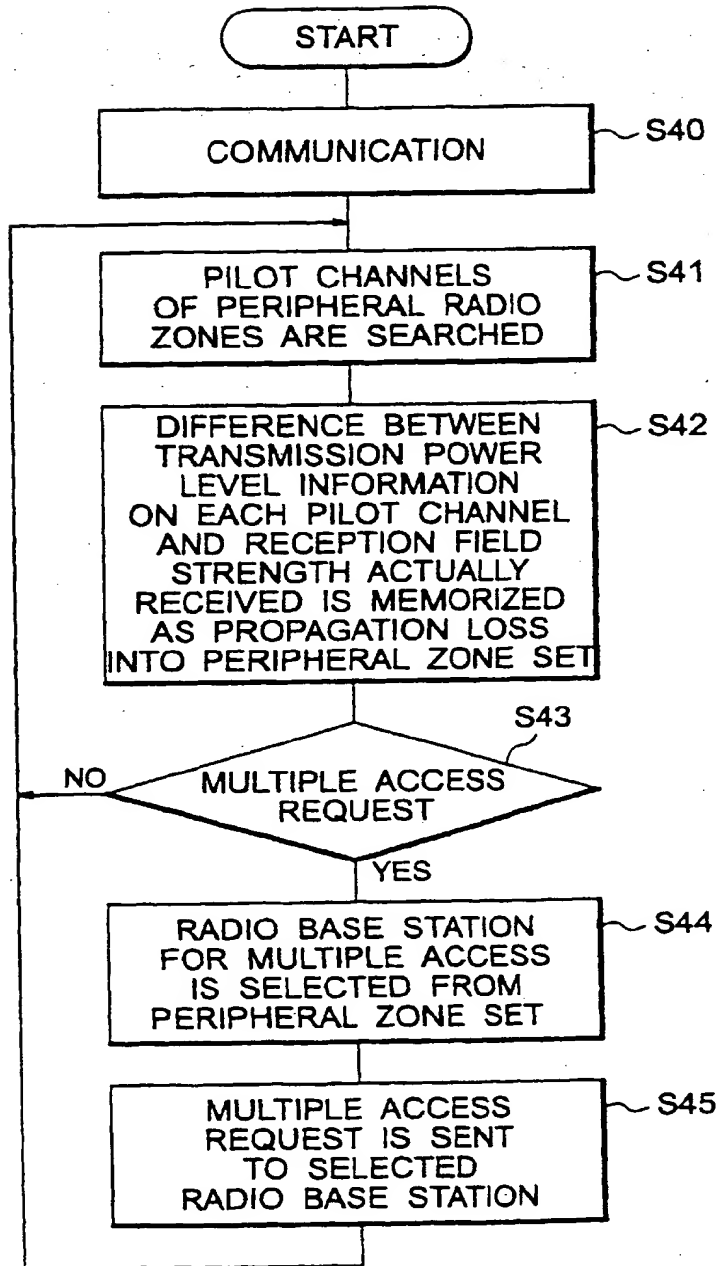 START
COMMUNICATION
S40
PILOT CHANNELS
OF PERIPHERAL RADIO
ZONES ARE SEARCHED
S41
DIFFERENCE BETWEEN
TRANSMISSION POWER
LEVEL INFORMATION
ON EACH PILOT CHANNEL
AND RECEPTION FIELD
STRENGTH ACTUALLY
RECEIVED IS MEMORIZED
AS PROPAGATION LOSS
INTO PERIPHERAL ZONE SET
S42
S43
NO
MULTIPLE ACCESS
REQUEST
YES
RADIO BASE STATION
FOR MULTIPLE ACCESS
IS SELECTED FROM
PERIPHERAL ZONE SET
S44
MULTIPLE ACCESS
REQUEST IS SENT
TO SELECTED
RADIO BASE STATION
S45